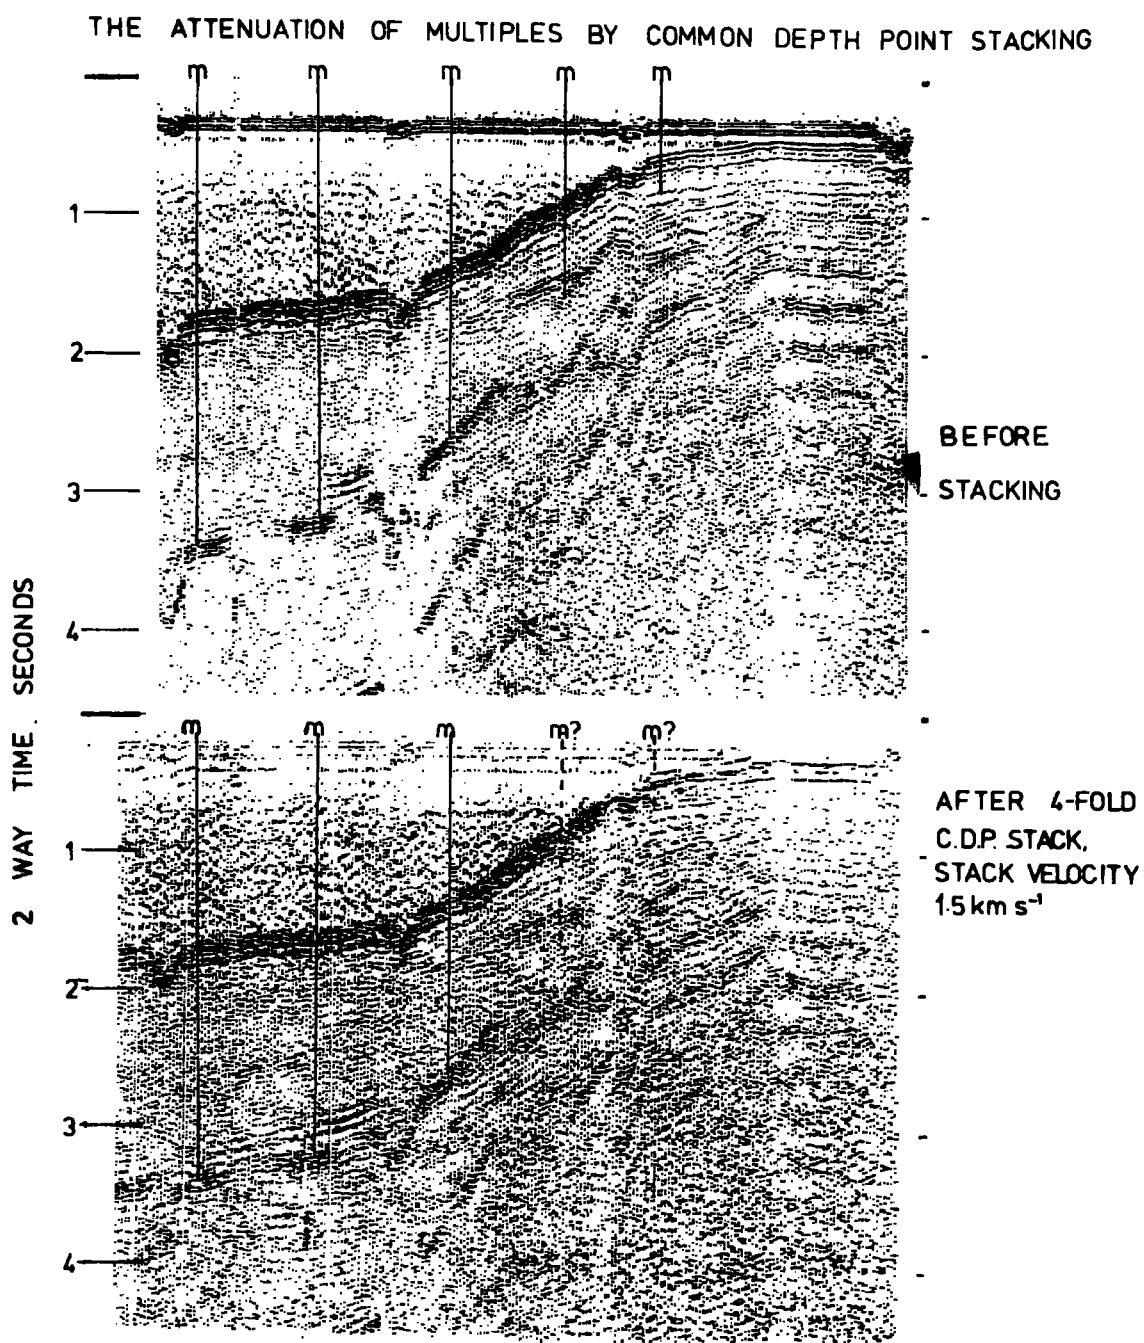 THE ATTENUATION OF MULTIPLES BY COMMON DEPTH POINT STACKING
m m m m m
1
2
3
4
BEFORE
STACKING
2 WAY TIME. SECONDS
m m m m? m?
1
2
3
4
AFTER 4-FOLD
C.D.P. STACK,
STACK VELOCITY
1·5 km s⁻¹